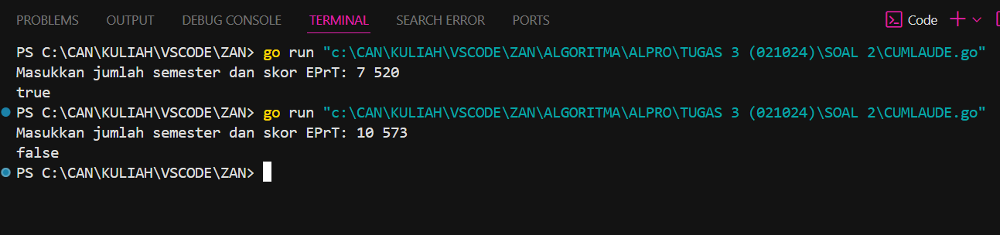 PROBLEMS OUTPUT DEBUG CONSOLE TERMINAL SEARCH ERROR PORTS Code
PS C:\CAN\KULIAH\VSCODE\ZAN> go run "c:\CAN\KULIAH\VSCODE\ZAN\ALGORITMA\ALPRO\TUGAS 3 (021024)\SOAL 2\CUMLAUDE.go"
Masukkan jumlah semester dan skor EPrT: 7 520
true
PS C:\CAN\KULIAH\VSCODE\ZAN> go run "c:\CAN\KULIAH\VSCODE\ZAN\ALGORITMA\ALPRO\TUGAS 3 (021024)\SOAL 2\CUMLAUDE.go"
Masukkan jumlah semester dan skor EPrT: 10 573
false
PS C:\CAN\KULIAH\VSCODE\ZAN>